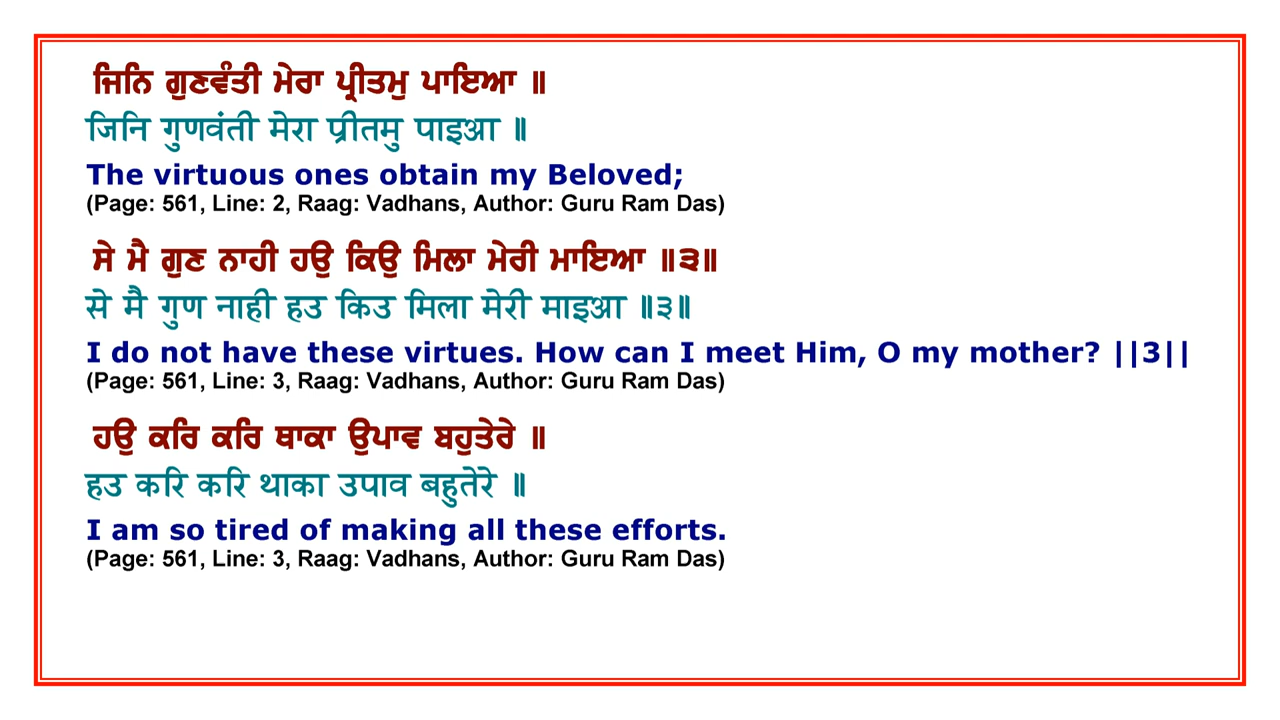 ਜਿਨਿ ਗੁਣਵੰਤੀ ਮੇਰਾ ਪ੍ਰੀਤਮੁ ਪਾਇਆ ॥
जिनि गुणवंती मेरा प्रीतमु पाइआ ॥
The virtuous ones obtain my Beloved;
(Page: 561, Line: 2, Raag: Vadhans, Author: Guru Ram Das)
ਸੇ ਮੈ ਗੁਣ ਨਾਹੀ ਹਉ ਕਿਉ ਮਿਲਾ ਮੇਰੀ ਮਾਇਆ ॥੩॥
से मै गुण नाही हउ किउ मिला मेरी माइआ ॥३॥
I do not have these virtues. How can I meet Him, O my mother? ||3||
(Page: 561, Line: 3, Raag: Vadhans, Author: Guru Ram Das)
ਹਉ ਕਰਿ ਕਰਿ ਥਾਕਾ ਉਪਾਵ ਬਹੁਤੇਰੇ ॥
हउ करि करि थाका उपाव बहुतेरे ॥
I am so tired of making all these efforts.
(Page: 561, Line: 3, Raag: Vadhans, Author: Guru Ram Das)